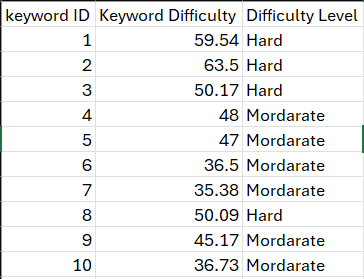 keyword ID Keyword Difficulty Difficulty Level
1 59.54 Hard
2 63.5 Hard
3 50.17 Hard
4 48 Mordarate
5 47 Mordarate
6 36.5 Mordarate
7 35.38 Mordarate
8 50.09 Hard
9 45.17 Mordarate
10 36.73 Mordarate